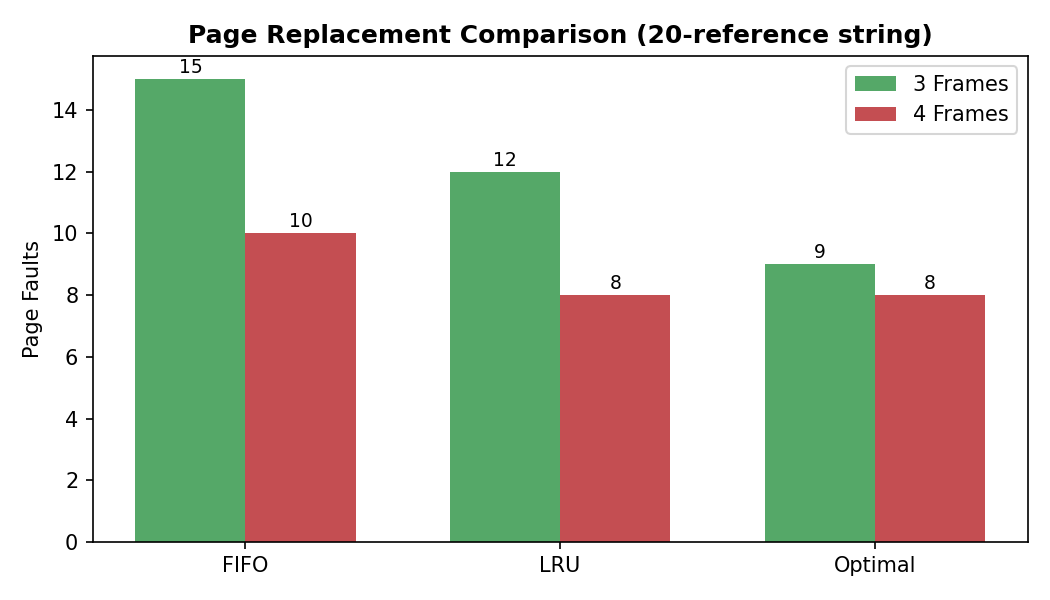 Page Replacement Comparison (20-reference string)
15
10
12
8
9
8
3 Frames
4 Frames
Page Faults
14
12
10
8
6
4
2
0
FIFO
LRU
Optimal